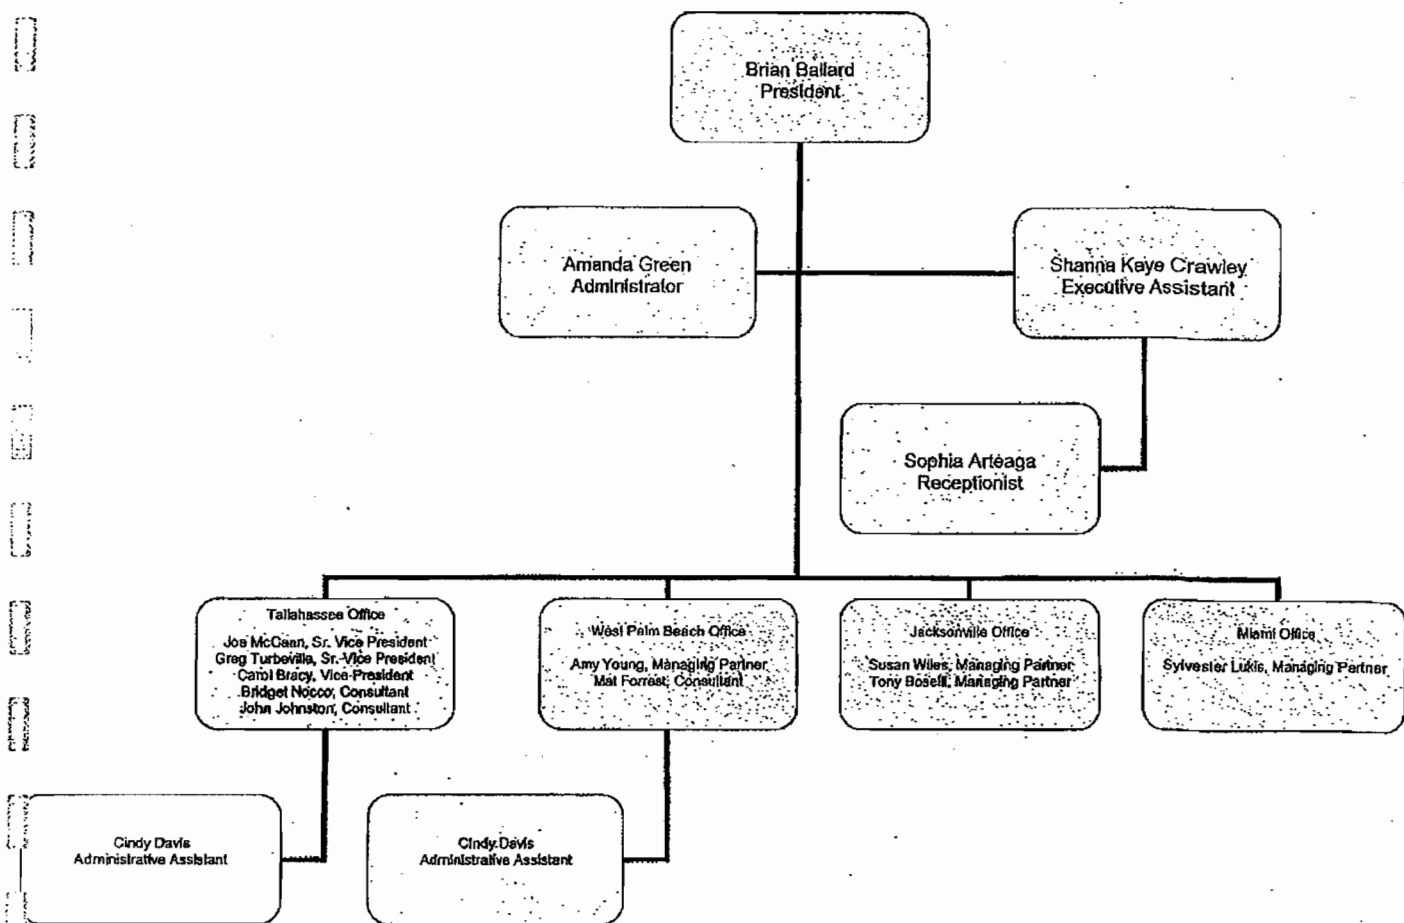 Brian Ballard
President
Amanda Green
Administrator
Shanna Kaye Crawley
Executive Assistant
Sophia Arteaga
Receptionist
Tallahassee Office
Joe McCann, Sr. Vice President
Greg Turbeville, Sr. Vice President
Carol Bracy, Vice President
Bridget Nocco, Consultant
John Johnston, Consultant
West Palm Beach Office
Amy Young, Managing Partner
Mat Forrest, Consultant
Jacksonville Office
Susan Wiles, Managing Partner
Tony Boselli, Managing Partner
Miami Office
Sylvester Lukis, Managing Partner
Cindy Davis
Administrative Assistant
Cindy Davis
Administrative Assistant